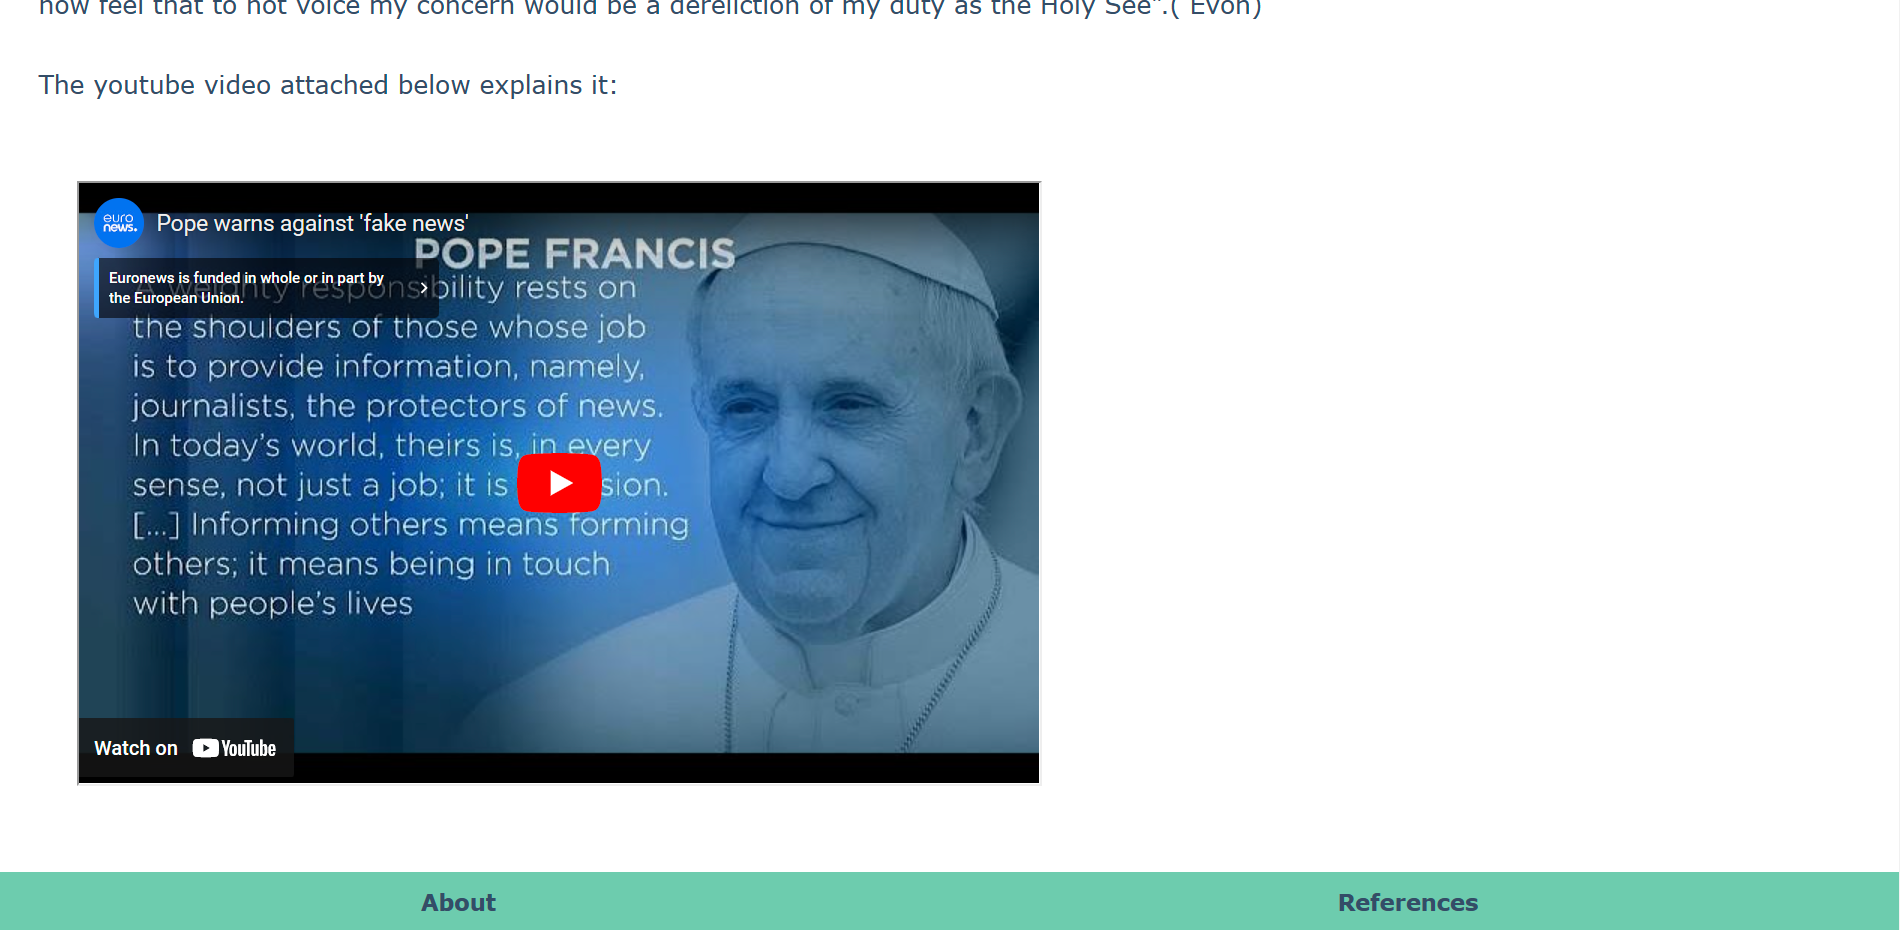 now feel that to not voice my concern would be a dereliction of my duty as the Holy See".( Evon)
The youtube video attached below explains it:
euro
news.
Pope warns against 'fake news'
POPE FRANCIS
Euronews is funded in whole or in part by
the European Union.
A weighty responsibility rests on
the shoulders of those whose job
is to provide information, namely,
journalists, the protectors of news.
In today's world, theirs is, in every
sense, not just a job; it is sion.
[...] Informing others means forming
others; it means being in touch
with people's lives
Watch on YouTube
About
References